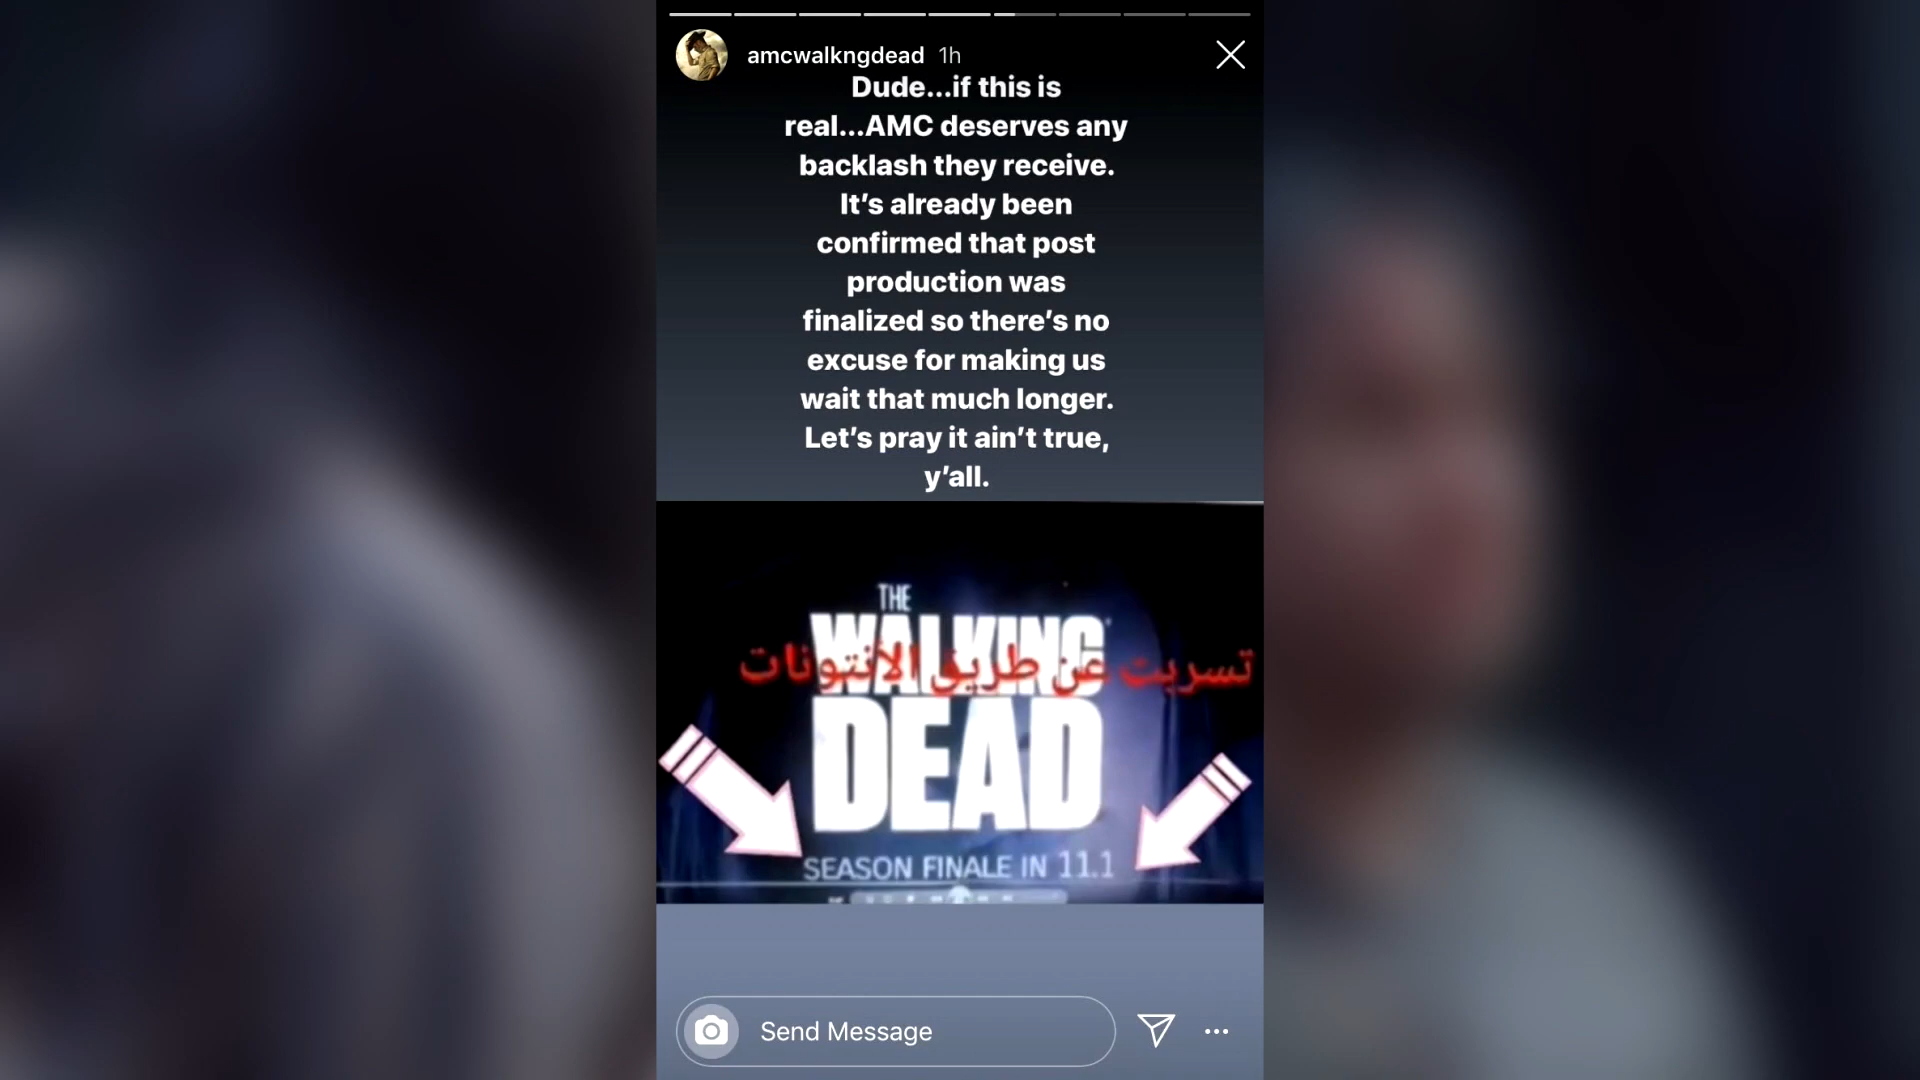 amcwalkngdead 1h
Dude...if this is
real...AMC deserves any
backlash they receive.
It's already been
confirmed that post
production was
finalized so there's no
excuse for making us
wait that much longer.
Let's pray it ain't true,
y'all.
THE
WALKING
تسربت عن طريق الأنتونات
DEAD
SEASON FINALE IN 11.1
Send Message